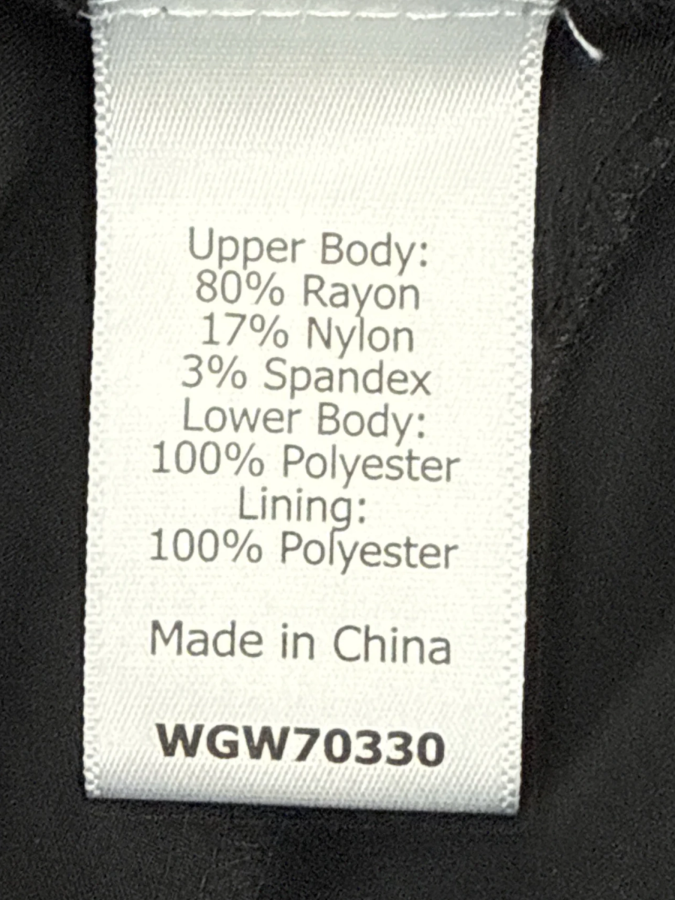 Upper Body:
80% Rayon
17% Nylon
3% Spandex
Lower Body:
100% Polyester
Lining:
100% Polyester
Made in China
WGW70330